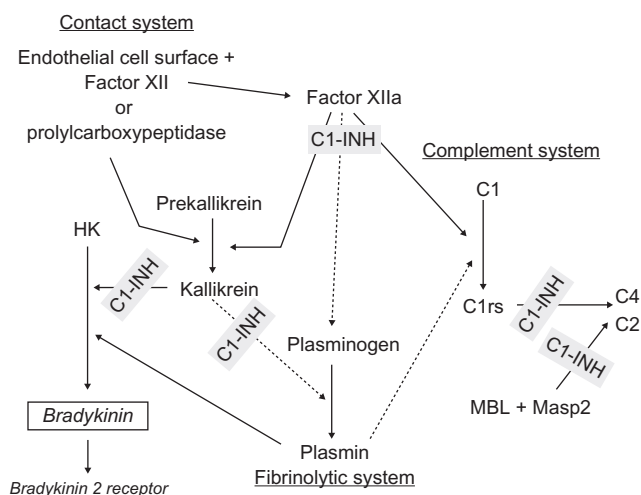 Contact system
Endothelial cell surface +
Factor XII
or
prolylcarboxypeptidase
Factor XIIa
C1-INH
Complement system
C1
Prekallikrein
HK
C1-INH
Kallikrein
C1-INH
C1rs
C1-INH
C4
C2
C1-INH
Plasminogen
MBL + Masp2
Bradykinin
Plasmin
Fibrinolytic system
Bradykinin 2 receptor